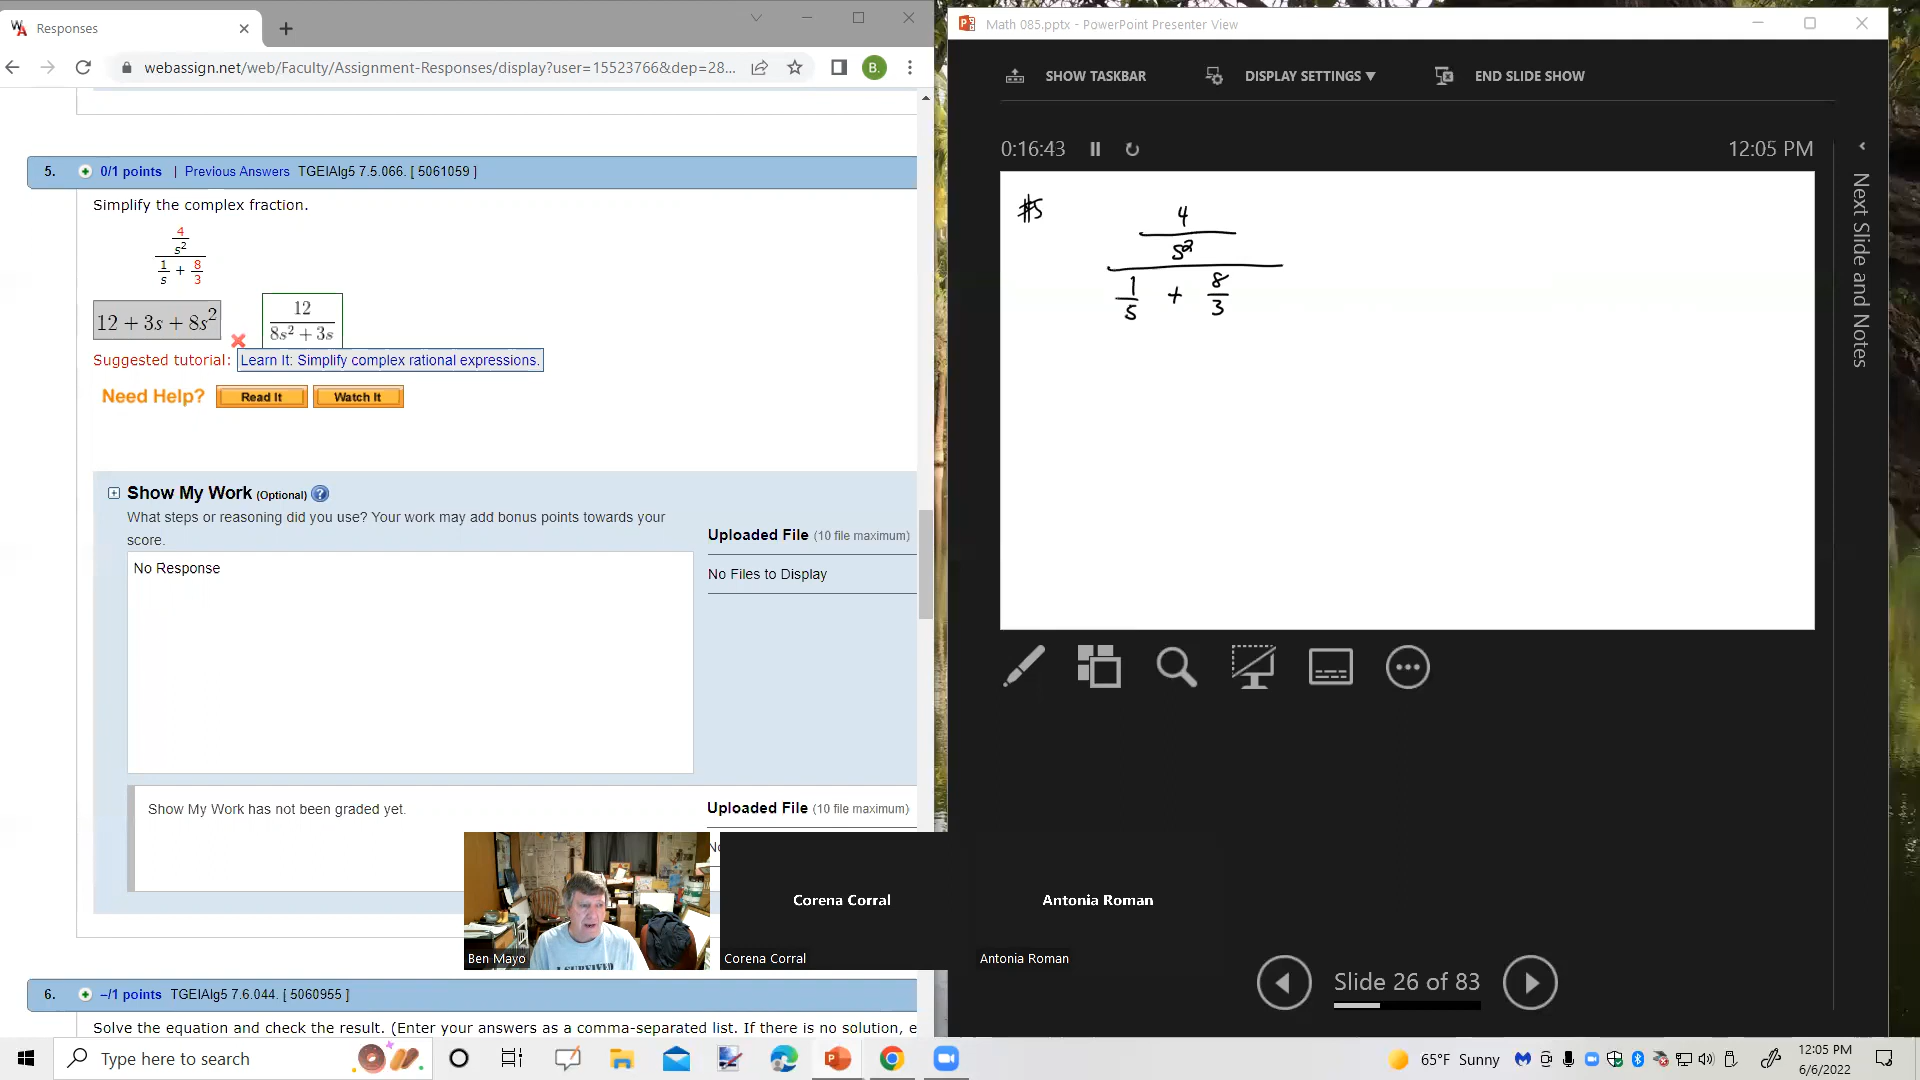 Responses
webassign.net/web/Faculty/Assignment-Responses/display?user=15523766&dep=28...
B.
5. 0/1 points | Previous Answers TGEIAlg5 7.5.066. [ 5061059 ]
Simplify the complex fraction.
4
s²
1/s + 8/3
12 + 3s + 8s²
12
8s² + 3s
Suggested tutorial: Learn It: Simplify complex rational expressions.
Need Help? Read It Watch It
Show My Work (Optional) ?
What steps or reasoning did you use? Your work may add bonus points towards your
score.
No Response
Uploaded File (10 file maximum)
No Files to Display
Show My Work has not been graded yet.
Uploaded File (10 file maximum)
6. –/1 points TGEIAlg5 7.6.044. [ 5060955 ]
Solve the equation and check the result. (Enter your answers as a comma-separated list. If there is no solution, e
Math 085.pptx - PowerPoint Presenter View
SHOW TASKBAR DISPLAY SETTINGS ▼ END SLIDE SHOW
0:16:43 12:05 PM
Next Slide and Notes
#5
4
s²
1/s + 8/3
Slide 26 of 83
Ben Mayo
I SURVIVED
Corena Corral
Corena Corral
Antonia Roman
Antonia Roman
Type here to search
65°F Sunny
12:05 PM
6/6/2022